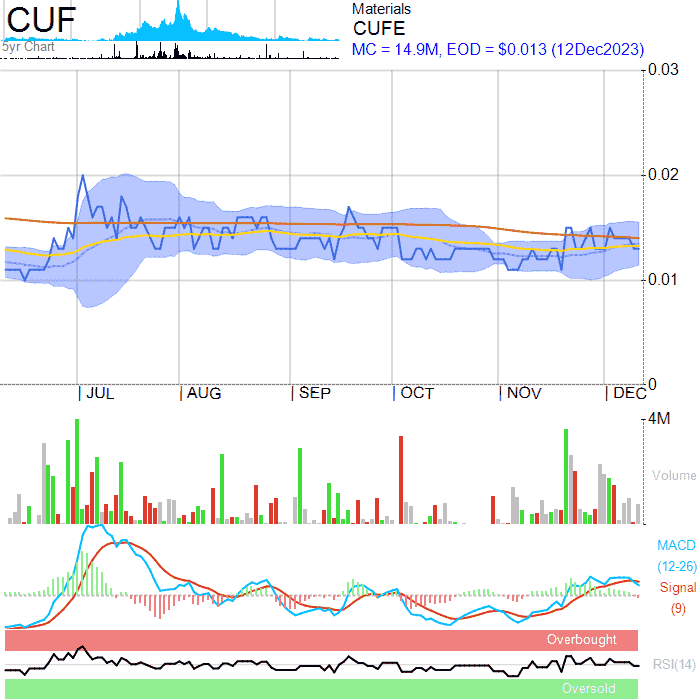 CUF
5yr Chart
Materials
CUFE
MC = 14.9M, EOD = $0.013 (12Dec2023)
0.03
0.02
0.01
0
| JUL | AUG | SEP | OCT | NOV | DEC
4M
Volume
MACD
(12-26)
Signal
(9)
Overbought
RSI(14)
Oversold